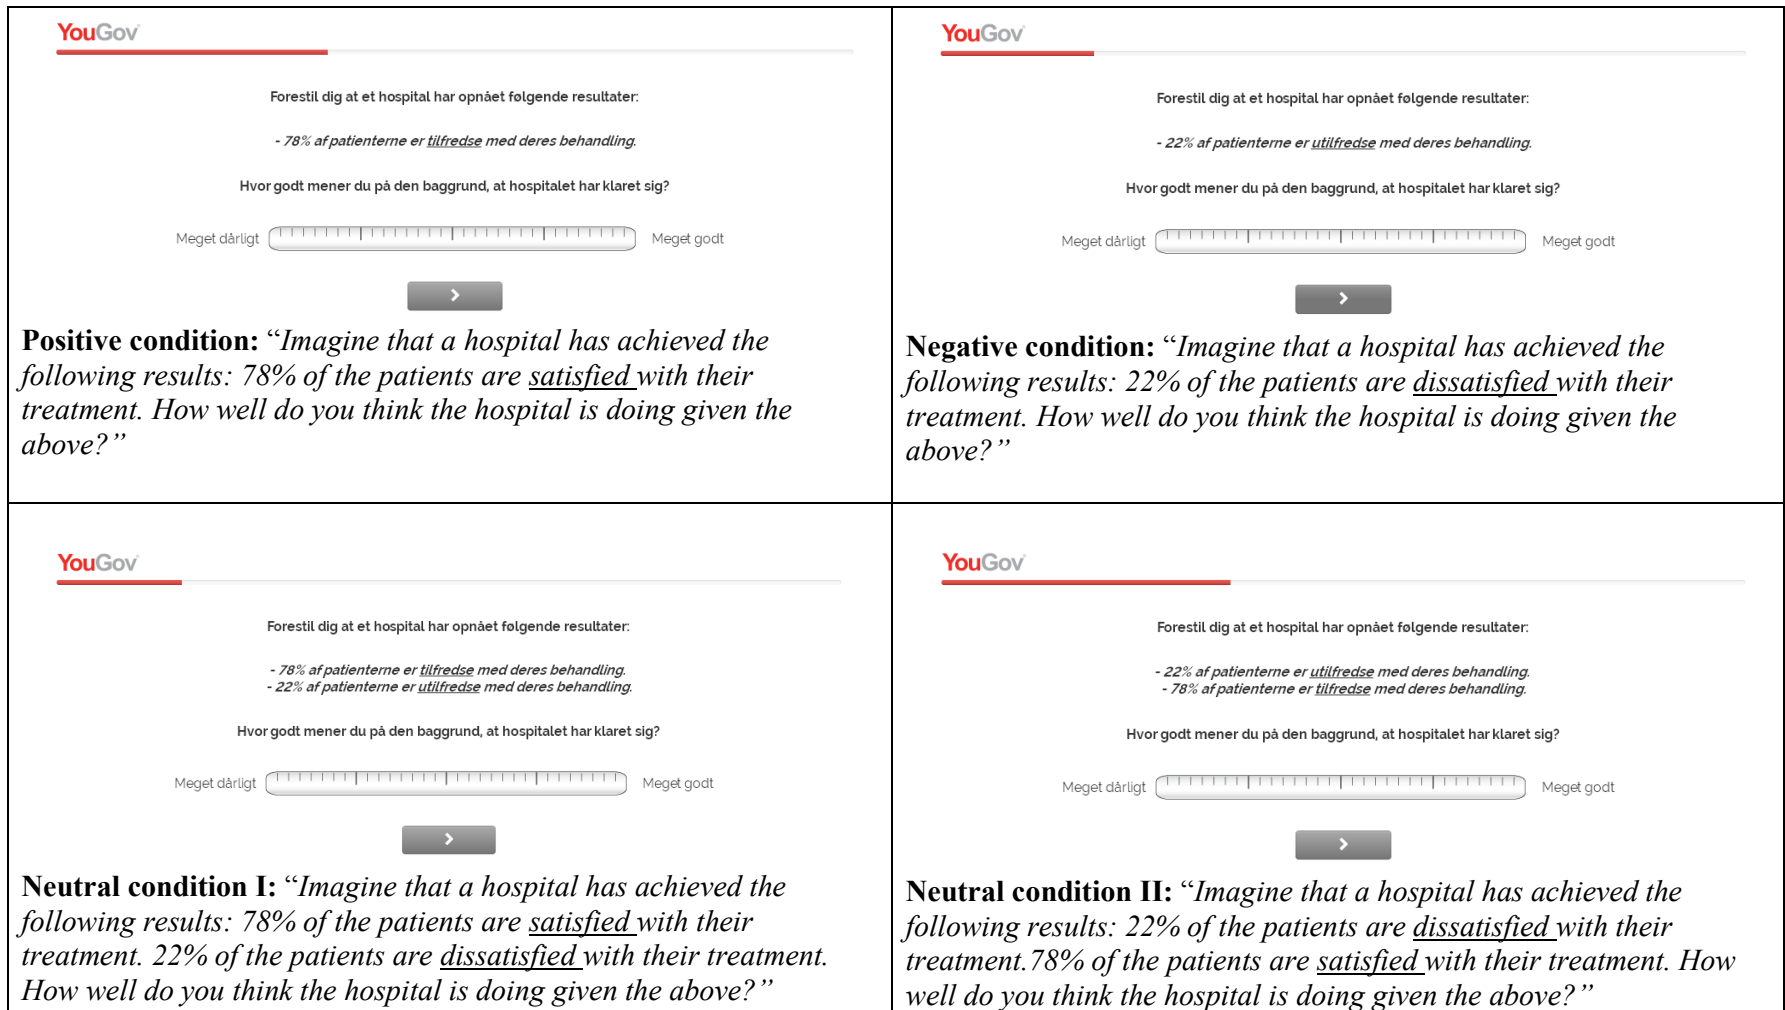 YouGov
Forestil dig at et hospital har opnået følgende resultater:
- 78% af patienterne er tilfredse med deres behandling.
Hvor godt mener du på den baggrund, at hospitalet har klaret sig?
Meget dårligt
Meget godt
Positive condition: “Imagine that a hospital has achieved the
following results: 78% of the patients are satisfied with their
treatment. How well do you think the hospital is doing given the
above?”
YouGov
Forestil dig at et hospital har opnået følgende resultater:
- 22% af patienterne er utilfredse med deres behandling.
Hvor godt mener du på den baggrund, at hospitalet har klaret sig?
Meget dårligt
Meget godt
Negative condition: “Imagine that a hospital has achieved the
following results: 22% of the patients are dissatisfied with their
treatment. How well do you think the hospital is doing given the
above?”
YouGov
Forestil dig at et hospital har opnået følgende resultater:
- 78% af patienterne er tilfredse med deres behandling.
- 22% af patienterne er utilfredse med deres behandling.
Hvor godt mener du på den baggrund, at hospitalet har klaret sig?
Meget dårligt
Meget godt
Neutral condition I: “Imagine that a hospital has achieved the
following results: 78% of the patients are satisfied with their
treatment. 22% of the patients are dissatisfied with their treatment.
How well do you think the hospital is doing given the above?”
YouGov
Forestil dig at et hospital har opnået følgende resultater:
- 22% af patienterne er utilfredse med deres behandling.
- 78% af patienterne er tilfredse med deres behandling.
Hvor godt mener du på den baggrund, at hospitalet har klaret sig?
Meget dårligt
Meget godt
Neutral condition II: “Imagine that a hospital has achieved the
following results: 22% of the patients are dissatisfied with their
treatment.78% of the patients are satisfied with their treatment. How
well do you think the hospital is doing given the above?”